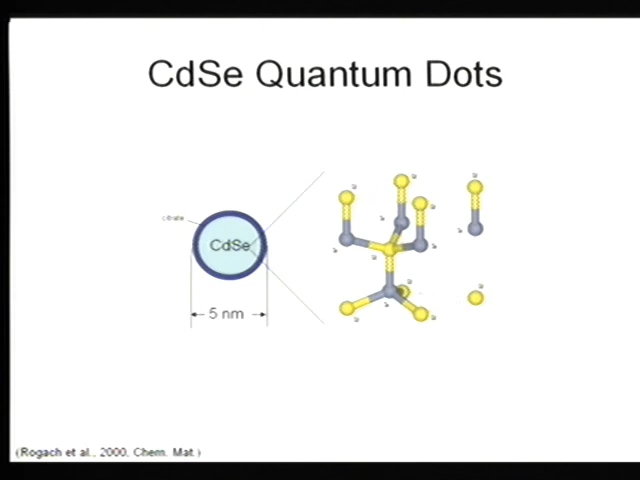 CdSe Quantum Dots
citrate
CdSe
5 nm
(Rogach et al., 2000, Chem. Mat.)